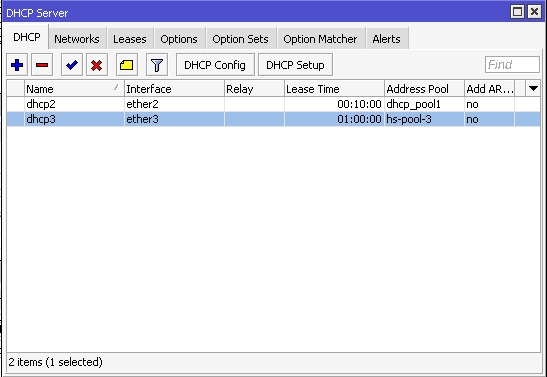 DHCP Server
DHCP Networks Leases Options Option Sets Option Matcher Alerts
DHCP Config DHCP Setup Find
Name Interface Relay Lease Time Address Pool Add AR...
dhcp2 ether2 00:10:00 dhcp_pool1 no
dhcp3 ether3 01:00:00 hs-pool-3 no
2 items (1 selected)